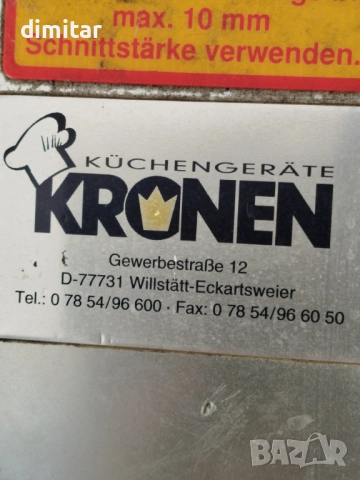 dimitar
max. 10 mm
Schnittstärke verwenden.
KÜCHENGERÄTE
KRONEN
Gewerbestraße 12
D-77731 Willstätt-Eckartsweier
Tel.: 0 78 54/96 600 · Fax: 0 78 54/96 60 50
BAZAR